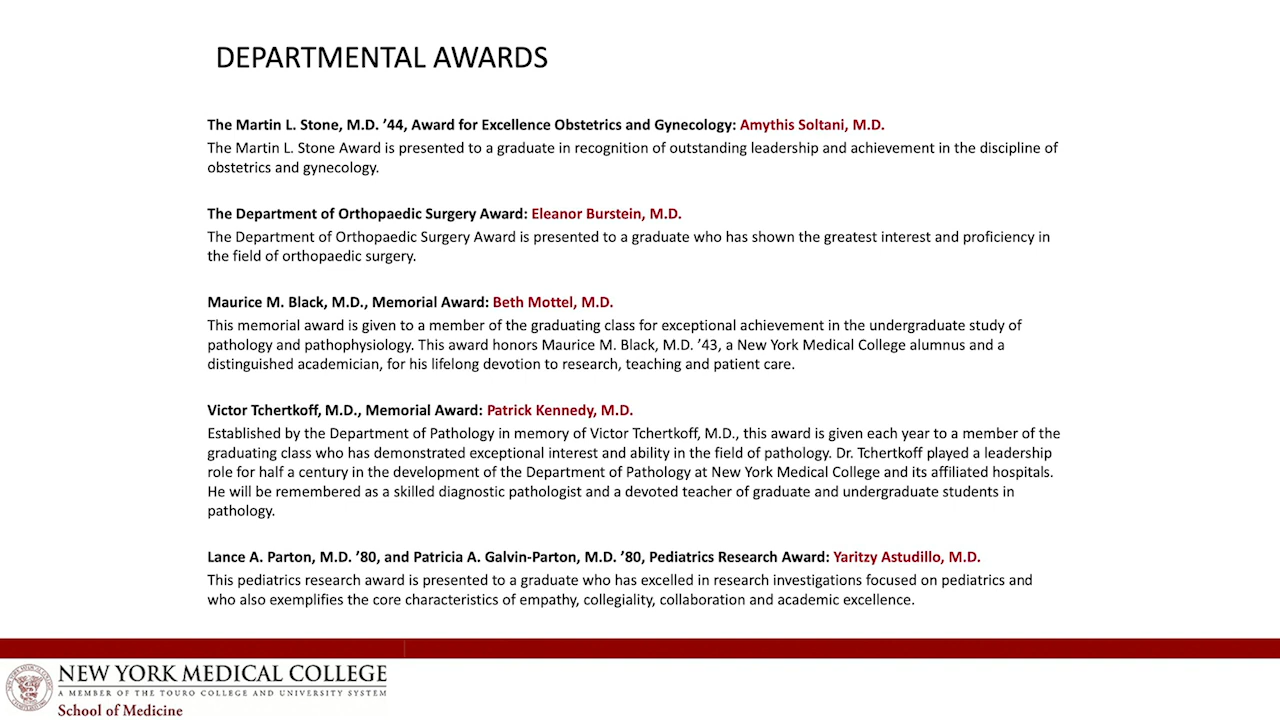 DEPARTMENTAL AWARDS
The Martin L. Stone, M.D. ’44, Award for Excellence Obstetrics and Gynecology: Amythis Soltani, M.D.
The Martin L. Stone Award is presented to a graduate in recognition of outstanding leadership and achievement in the discipline of
obstetrics and gynecology.
The Department of Orthopaedic Surgery Award: Eleanor Burstein, M.D.
The Department of Orthopaedic Surgery Award is presented to a graduate who has shown the greatest interest and proficiency in
the field of orthopaedic surgery.
Maurice M. Black, M.D., Memorial Award: Beth Mottel, M.D.
This memorial award is given to a member of the graduating class for exceptional achievement in the undergraduate study of
pathology and pathophysiology. This award honors Maurice M. Black, M.D. ’43, a New York Medical College alumnus and a
distinguished academician, for his lifelong devotion to research, teaching and patient care.
Victor Tchertkoff, M.D., Memorial Award: Patrick Kennedy, M.D.
Established by the Department of Pathology in memory of Victor Tchertkoff, M.D., this award is given each year to a member of the
graduating class who has demonstrated exceptional interest and ability in the field of pathology. Dr. Tchertkoff played a leadership
role for half a century in the development of the Department of Pathology at New York Medical College and its affiliated hospitals.
He will be remembered as a skilled diagnostic pathologist and a devoted teacher of graduate and undergraduate students in
pathology.
Lance A. Parton, M.D. ’80, and Patricia A. Galvin-Parton, M.D. ’80, Pediatrics Research Award: Yaritzy Astudillo, M.D.
This pediatrics research award is presented to a graduate who has excelled in research investigations focused on pediatrics and
who also exemplifies the core characteristics of empathy, collegiality, collaboration and academic excellence.
NEW YORK MEDICAL COLLEGE
A MEMBER OF THE TOURO COLLEGE AND UNIVERSITY SYSTEM
School of Medicine